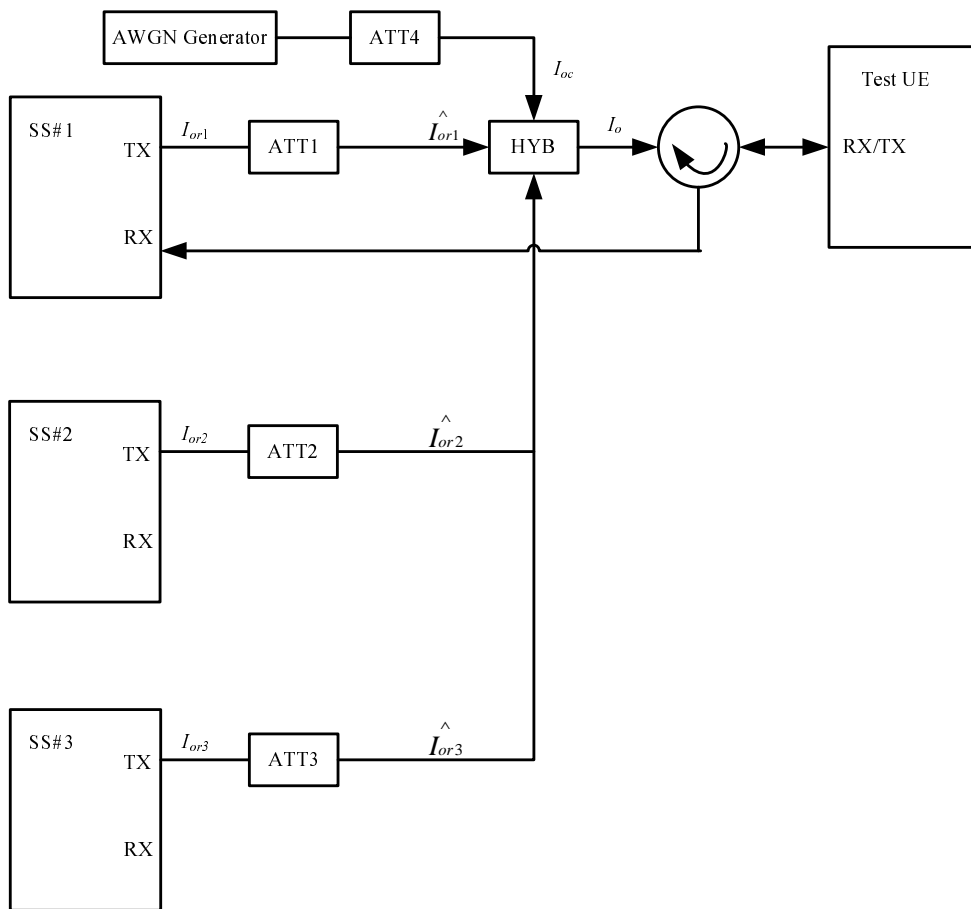 AWGN Generator
ATT4
Test UE
I_oc
SS#1
TX
I_or1
ATT1
Î_or1
HYB
I_o
RX/TX
RX
SS#2
TX
I_or2
ATT2
Î_or2
RX
SS#3
TX
I_or3
ATT3
Î_or3
RX